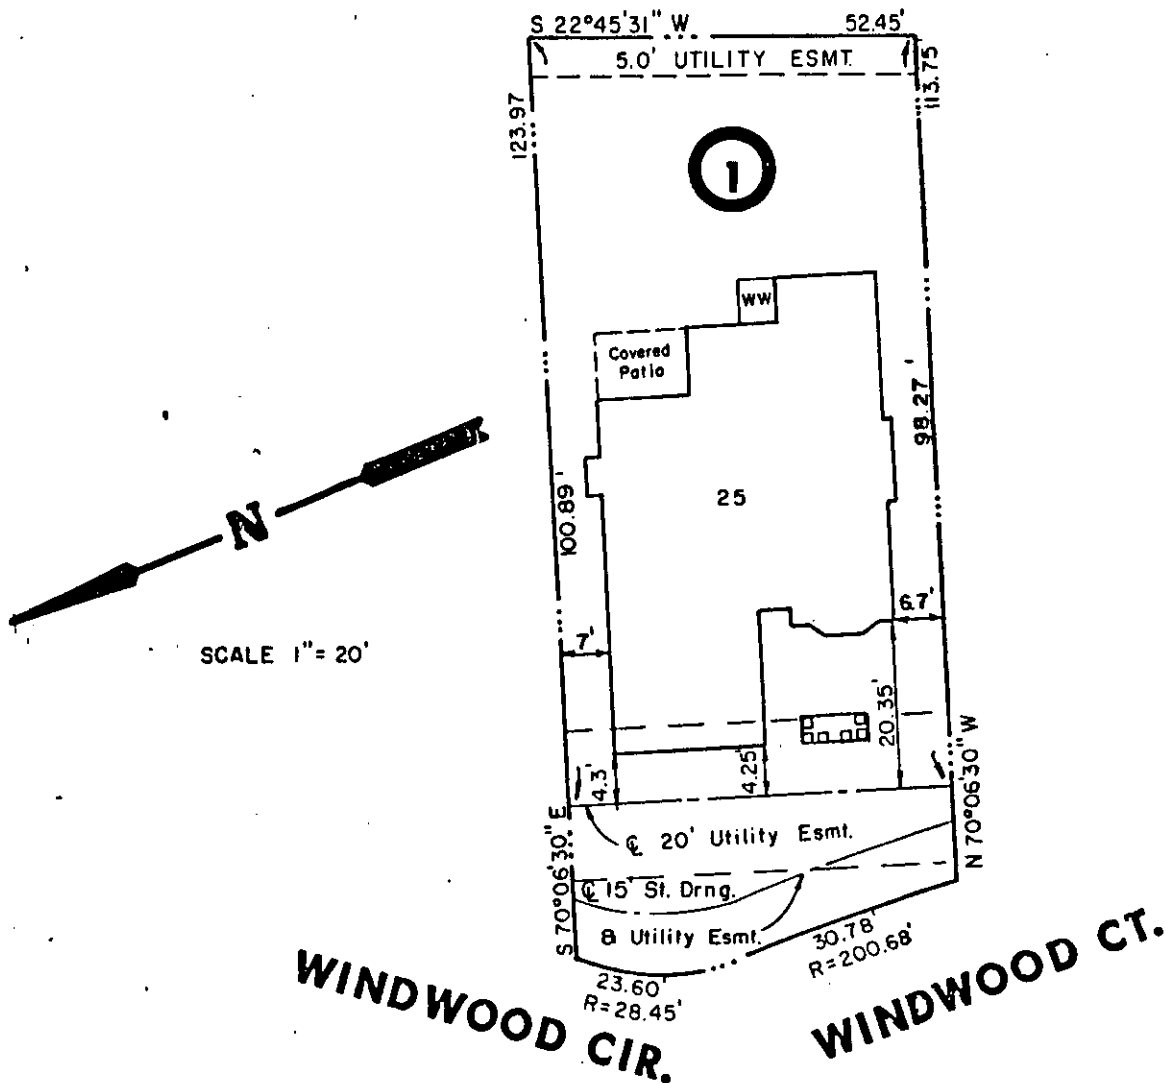 S 22°45'31" W 52.45'
5.0' UTILITY ESMT.
123.97
113.75
1
WW
Covered
Patio
98.27'
100.89'
25
N
SCALE 1" = 20'
7'
6.7'
20.35'
4.3'
4.25'
S 70°06'30" E
N 70°06'30" W
℄ 20' Utility Esmt.
℄ 15' St. Drng.
& Utility Esmt.
23.60'
R=28.45'
30.78'
R=200.68'
WINDWOOD CIR.
WINDWOOD CT.